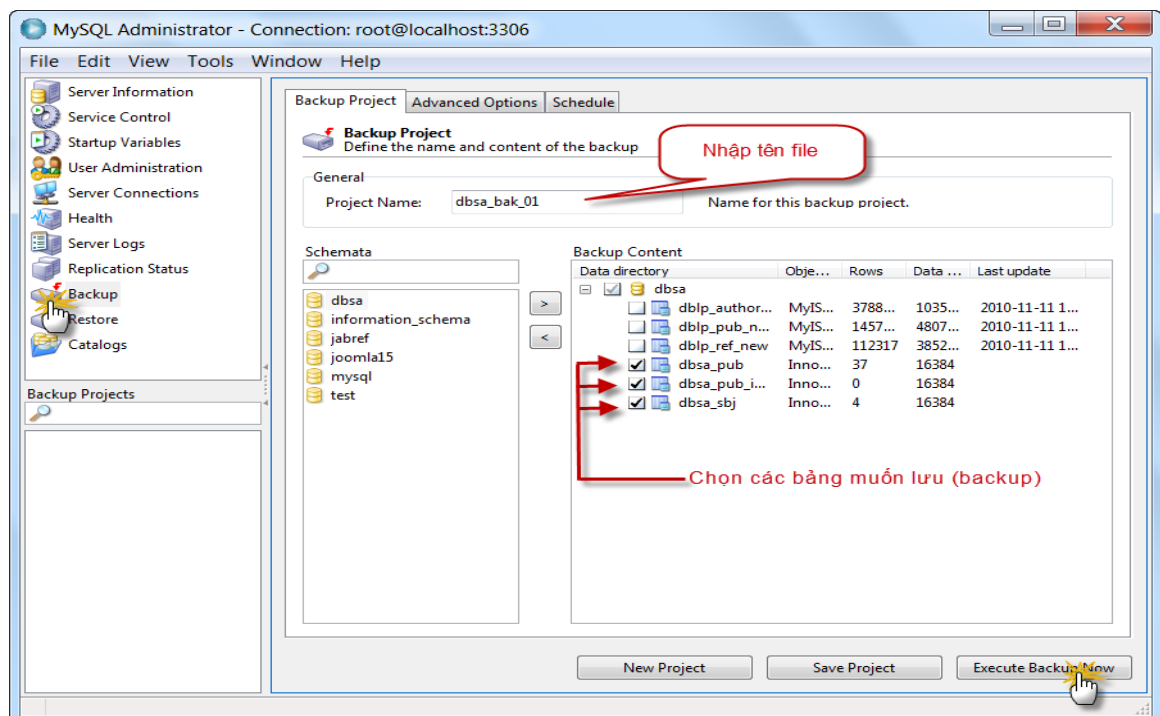 MySQL Administrator - Connection: root@localhost:3306
File Edit View Tools Window Help
Server Information
Service Control
Startup Variables
User Administration
Server Connections
Health
Server Logs
Replication Status
Backup
Restore
Catalogs
Backup Projects
Backup Project Advanced Options Schedule
Backup Project
Define the name and content of the backup
Nhập tên file
General
Project Name: dbsa_bak_01 Name for this backup project.
Schemata
dbsa
information_schema
jabref
joomla15
mysql
test
>
<
Backup Content
Data directory Obje... Rows Data ... Last update
dbsa
dblp_author... MyIS... 3788... 1035... 2010-11-11 1...
dblp_pub_n... MyIS... 1457... 4807... 2010-11-11 1...
dblp_ref_new MyIS... 112317 3852... 2010-11-11 1...
dbsa_pub Inno... 37 16384
dbsa_pub_i... Inno... 0 16384
dbsa_sbj Inno... 4 16384
Chọn các bảng muốn lưu (backup)
New Project Save Project Execute Backup Now